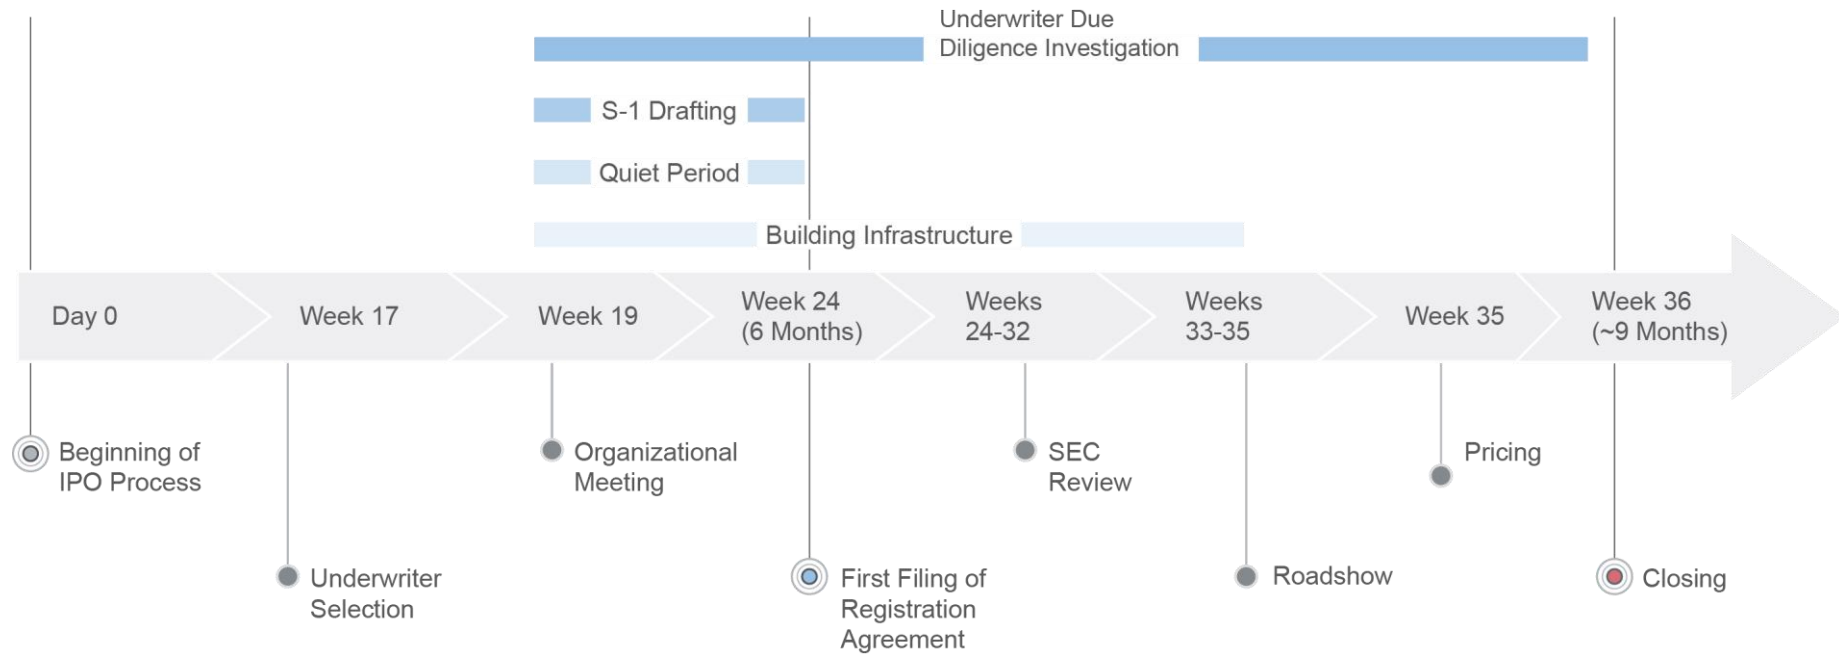 Underwriter Due
Diligence Investigation
S-1 Drafting
Quiet Period
Building Infrastructure
Day 0
Week 17
Week 19
Week 24
(6 Months)
Weeks
24-32
Weeks
33-35
Week 35
Week 36
(~9 Months)
Beginning of
IPO Process
Underwriter
Selection
Organizational
Meeting
First Filing of
Registration
Agreement
SEC
Review
Roadshow
Pricing
Closing